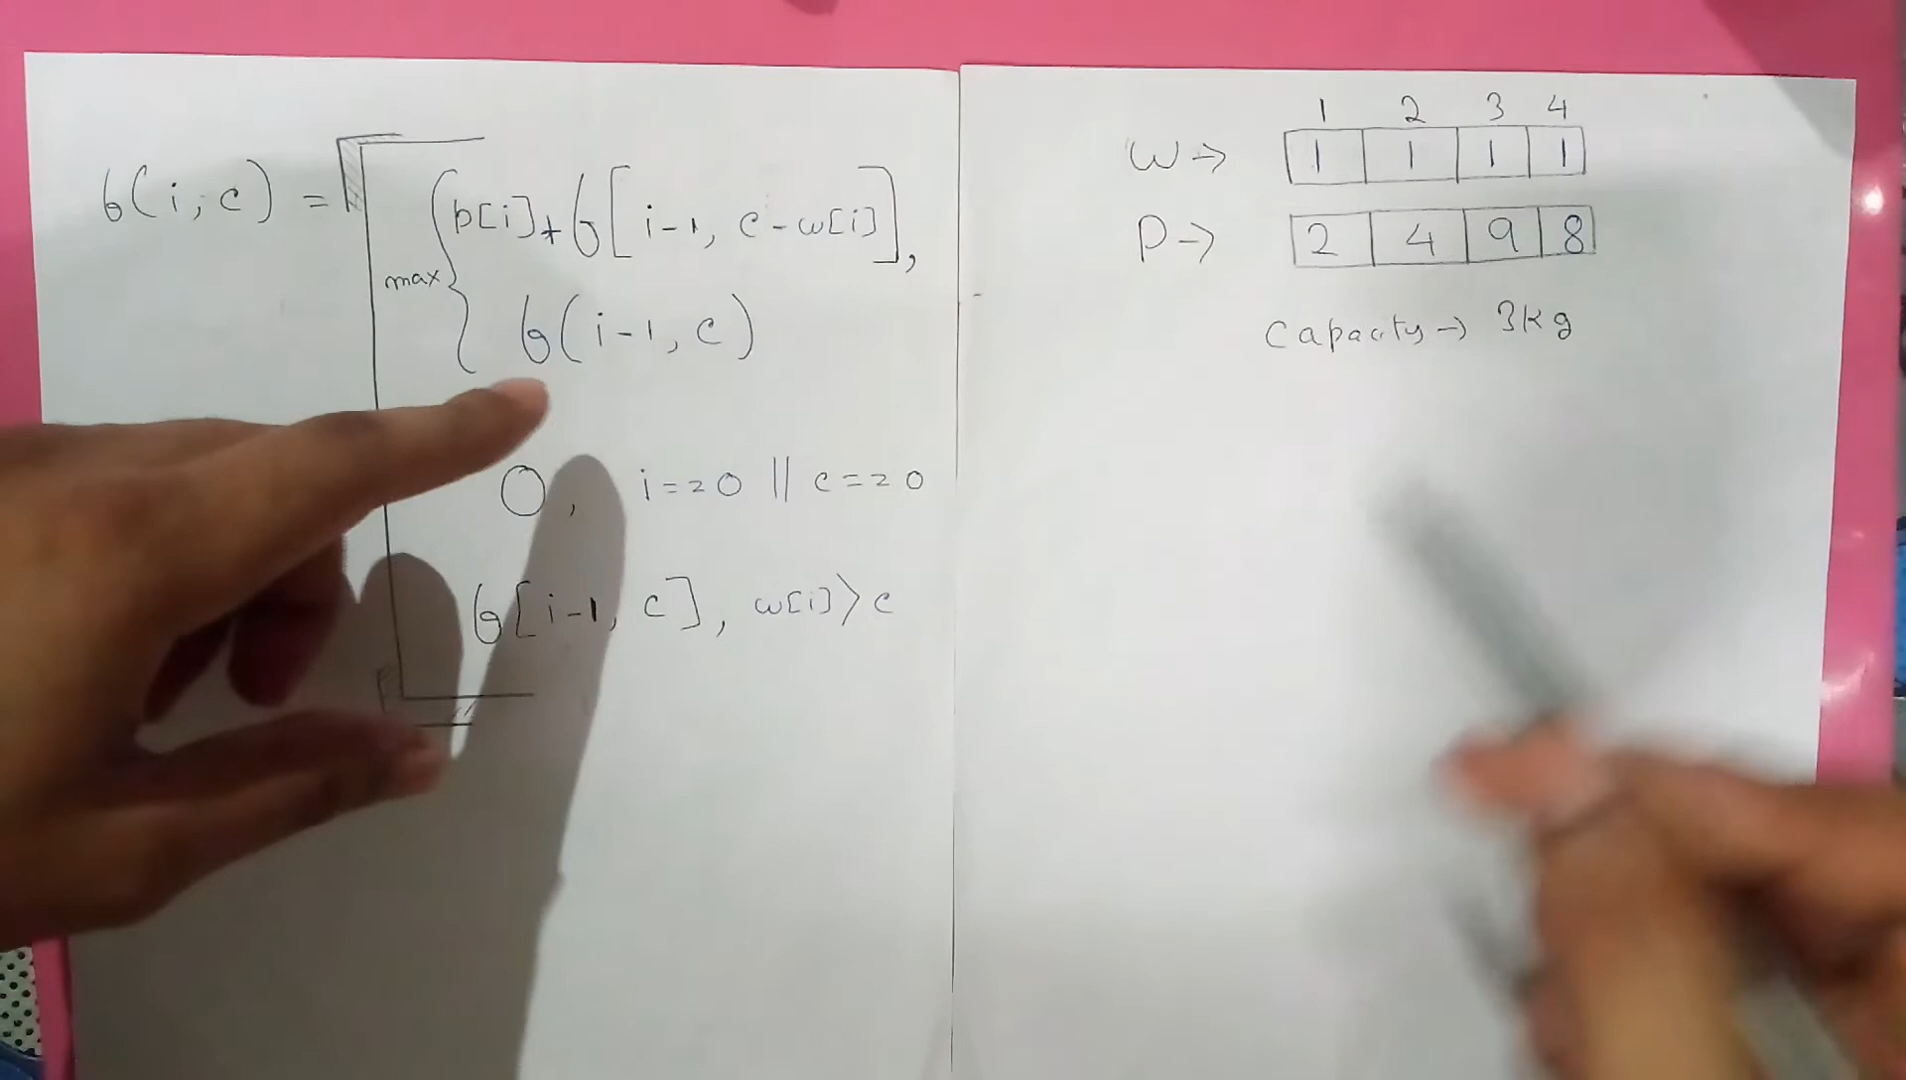 6(i, c) =
max { p[i] + 6[i-1, c-w[i]],
6(i-1, c)
0, i==0 || c==0
6[i-1, c], w[i]>c
1 2 3 4
W→ 1 1 1 1
P→ 2 4 9 8
Capacity→ 3kg